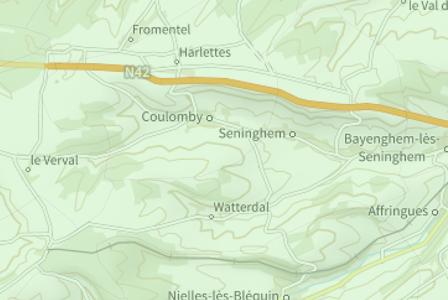 le Val d
Fromentel
Harlettes
N42
Coulomby
Seninghem
Bayenghem-lès-
Seninghem
le Verval
Watterdal
Affringues
Nielles-lès-Bléquin